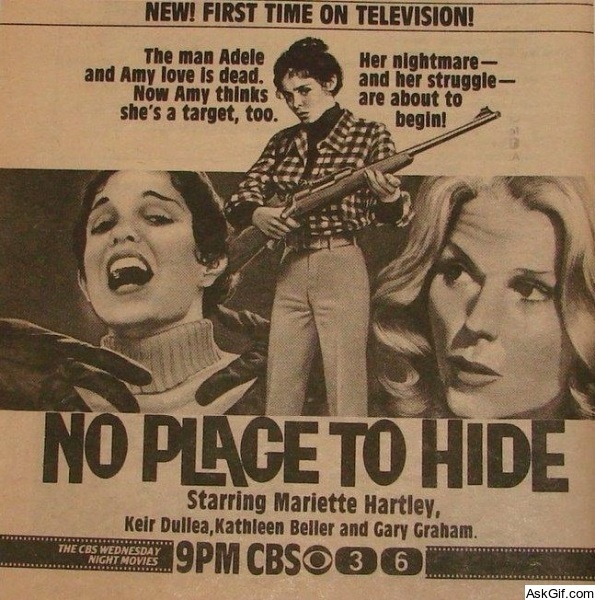 NEW! FIRST TIME ON TELEVISION!
The man Adele
and Amy love is dead.
Now Amy thinks
she's a target, too.
Her nightmare—
and her struggle—
are about to
begin!
NO PLACE TO HIDE
Starring Mariette Hartley,
Keir Dullea, Kathleen Beller and Gary Graham.
THE CBS WEDNESDAY
NIGHT MOVIES
9PM CBS 3 6
AskGif.com